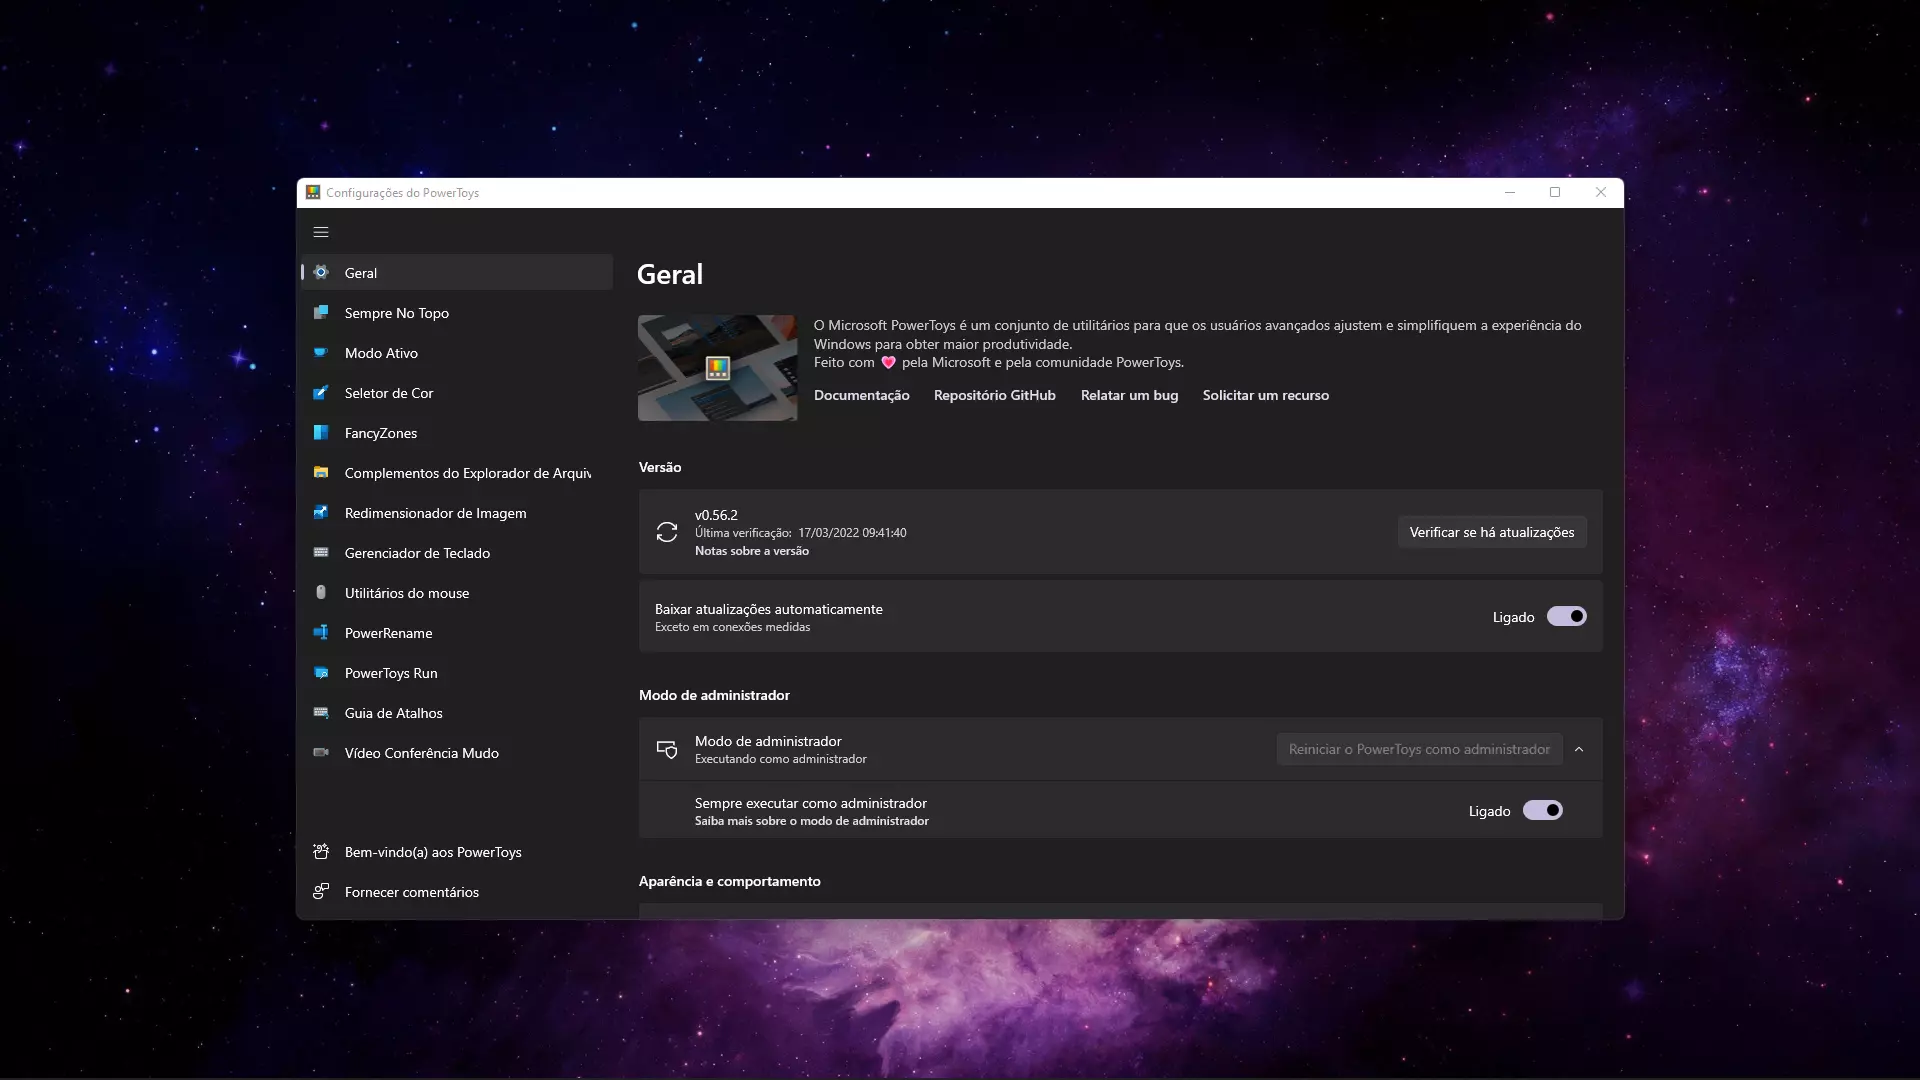 Configurações do PowerToys
Geral
Sempre No Topo
Modo Ativo
Seletor de Cor
FancyZones
Complementos do Explorador de Arquiv
Redimensionador de Imagem
Gerenciador de Teclado
Utilitários do mouse
PowerRename
PowerToys Run
Guia de Atalhos
Vídeo Conferência Mudo
Bem-vindo(a) aos PowerToys
Fornecer comentários
Geral
O Microsoft PowerToys é um conjunto de utilitários para que os usuários avançados ajustem e simplifiquem a experiência do
Windows para obter maior produtividade.
Feito com 💗 pela Microsoft e pela comunidade PowerToys.
Documentação Repositório GitHub Relatar um bug Solicitar um recurso
Versão
v0.56.2
Última verificação: 17/03/2022 09:41:40
Notas sobre a versão
Verificar se há atualizações
Baixar atualizações automaticamente
Exceto em conexões medidas
Ligado
Modo de administrador
Modo de administrador
Executando como administrador
Reiniciar o PowerToys como administrador
Sempre executar como administrador
Saiba mais sobre o modo de administrador
Ligado
Aparência e comportamento